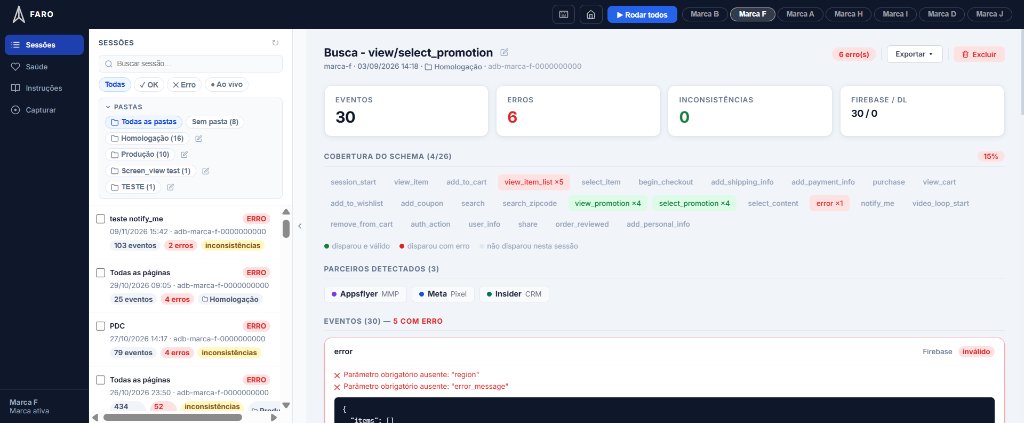 FARO
Rodar todos
Marca B
Marca F
Marca A
Marca H
Marca I
Marca D
Marca J
Sessões
Saúde
Instruções
Capturar
Marca F
Marca ativa
SESSÕES
Buscar sessão...
Todas
✓ OK
✕ Erro
• Ao vivo
PASTAS
Todas as pastas
Sem pasta (8)
Homologação (16)
Produção (10)
Screen_view test (1)
TESTE (1)
teste notify_me ERRO
09/11/2026 15:42 · adb-marca-f-0000000000
103 eventos 2 erros inconsistências
Todas as páginas ERRO
29/10/2026 09:05 · adb-marca-f-0000000000
25 eventos 4 erros Homologação
PDC ERRO
27/10/2026 14:17 · adb-marca-f-0000000000
79 eventos 4 erros inconsistências
Todas as páginas ERRO
26/10/2026 23:50 · adb-marca-f-0000000000
434 52 inconsistências Produ
Busca - view/select_promotion
marca-f · 03/09/2026 14:18 · Homologação · adb-marca-f-0000000000
6 erro(s)
Exportar
Excluir
EVENTOS
30
ERROS
6
INCONSISTÊNCIAS
0
FIREBASE / DL
30 / 0
COBERTURA DO SCHEMA (4/26) 15%
session_start view_item add_to_cart view_item_list ×5 select_item begin_checkout add_shipping_info add_payment_info purchase view_cart
add_to_wishlist add_coupon search search_zipcode view_promotion ×4 select_promotion ×4 select_content error ×1 notify_me video_loop_start
remove_from_cart auth_action user_info share order_reviewed add_personal_info
disparou e válido disparou com erro não disparou nesta sessão
PARCEIROS DETECTADOS (3)
Appsflyer MMP
Meta Pixel
Insider CRM
EVENTOS (30) — 5 COM ERRO
error Firebase inválido
✕ Parâmetro obrigatório ausente: "region"
✕ Parâmetro obrigatório ausente: "error_message"
{
"items": []